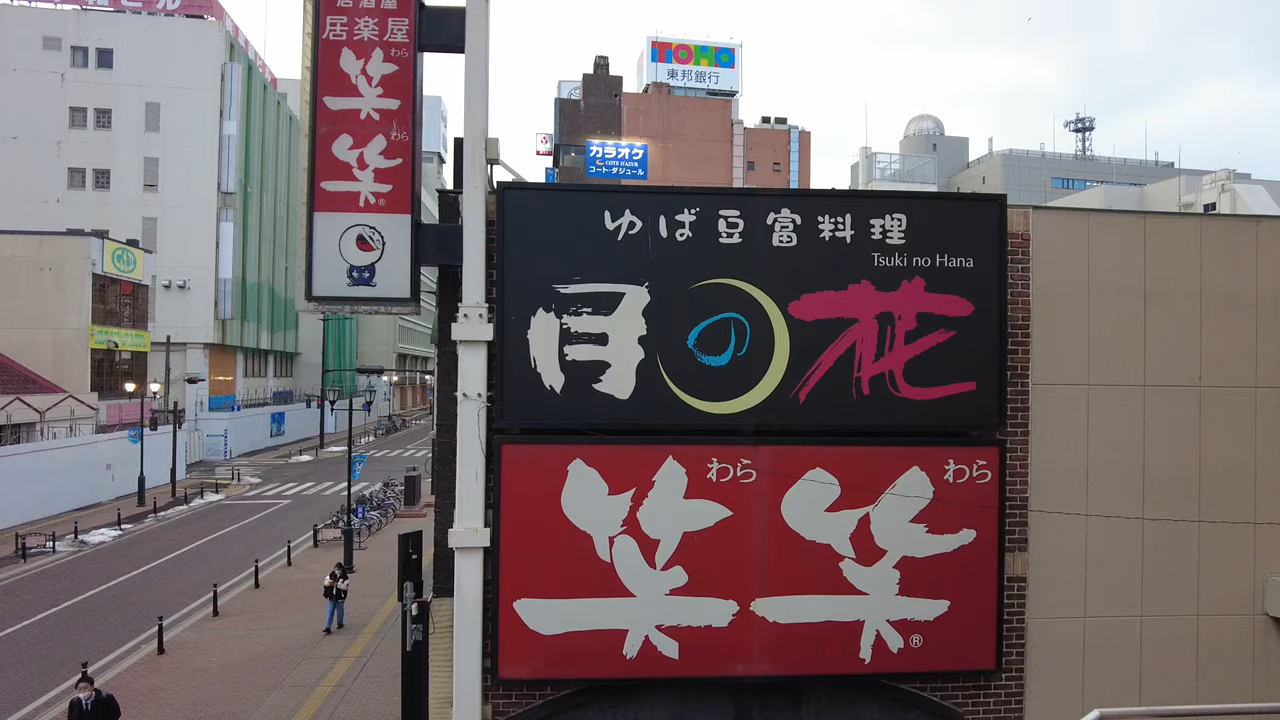 居酒屋
居楽屋
わら
笑
わら
笑
®
TOHO
東邦銀行
カラオケ
COTE D'AZUR
コート・ダジュール
ゆば豆富料理
Tsuki no Hana
月の花
わら わら
笑笑
®